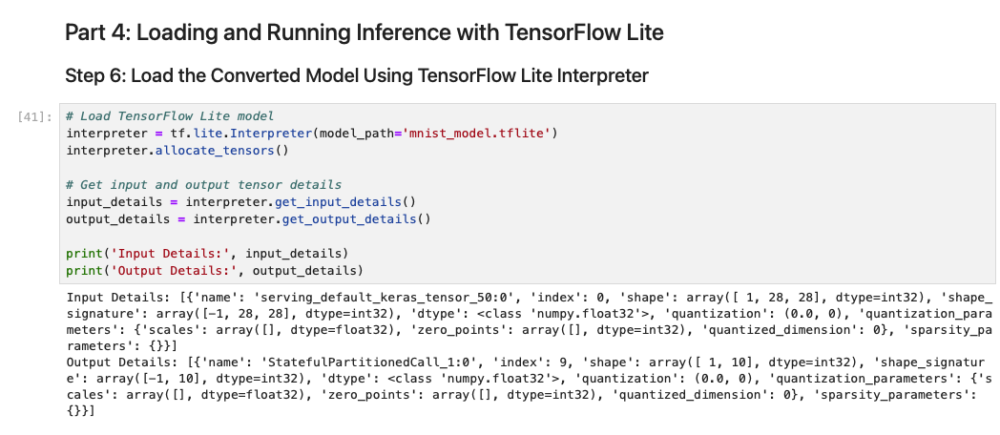 Part 4: Loading and Running Inference with TensorFlow Lite
Step 6: Load the Converted Model Using TensorFlow Lite Interpreter
[41]:
# Load TensorFlow Lite model
interpreter = tf.lite.Interpreter(model_path='mnist_model.tflite')
interpreter.allocate_tensors()
# Get input and output tensor details
input_details = interpreter.get_input_details()
output_details = interpreter.get_output_details()
print('Input Details:', input_details)
print('Output Details:', output_details)
Input Details: [{'name': 'serving_default_keras_tensor_50:0', 'index': 0, 'shape': array([ 1, 28, 28], dtype=int32), 'shape_
signature': array([-1, 28, 28], dtype=int32), 'dtype': <class 'numpy.float32'>, 'quantization': (0.0, 0), 'quantization_para
meters': {'scales': array([], dtype=float32), 'zero_points': array([], dtype=int32), 'quantized_dimension': 0}, 'sparsity_pa
rameters': {}}]
Output Details: [{'name': 'StatefulPartitionedCall_1:0', 'index': 9, 'shape': array([ 1, 10], dtype=int32), 'shape_signatur
e': array([-1, 10], dtype=int32), 'dtype': <class 'numpy.float32'>, 'quantization': (0.0, 0), 'quantization_parameters': {'s
cales': array([], dtype=float32), 'zero_points': array([], dtype=int32), 'quantized_dimension': 0}, 'sparsity_parameters':
{}}]